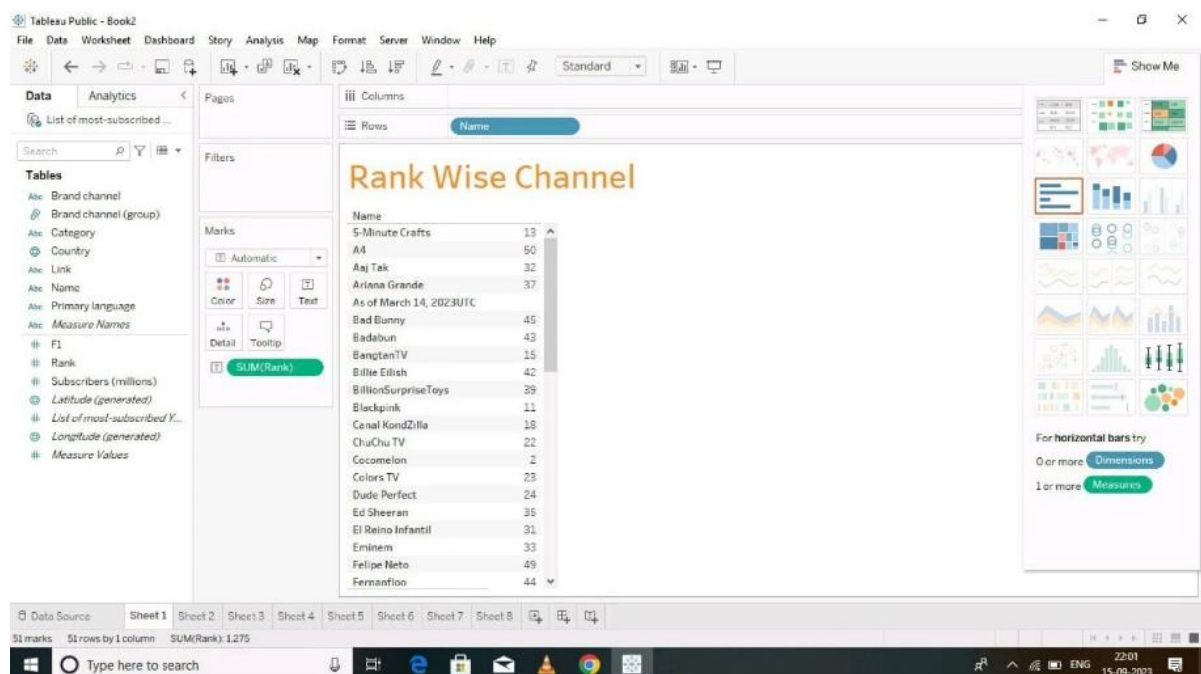 Tableau Public - Book2
File Data Worksheet Dashboard Story Analysis Map Format Server Window Help
Standard
Show Me
Data Analytics
List of most-subscribed ...
Search
Tables
Abc Brand channel
Brand channel (group)
Abc Category
Country
Abc Link
Abc Name
Abc Primary language
Abc Measure Names
# F1
# Rank
# Subscribers (millions)
Latitude (generated)
# List of most-subscribed Y...
Longitude (generated)
# Measure Values
Pages
Filters
Marks
Automatic
Color Size Text
Detail Tooltip
SUM(Rank)
Columns
Rows Name
Rank Wise Channel
Name
5-Minute Crafts 13
A4 50
Aaj Tak 32
Ariana Grande 37
As of March 14, 2023UTC
Bad Bunny 45
Badabun 43
BangtanTV 15
Billie Eilish 42
BillionSurpriseToys 39
Blackpink 11
Canal KondZilla 18
ChuChu TV 22
Cocomelon 2
Colors TV 23
Dude Perfect 24
Ed Sheeran 35
El Reino Infantil 31
Eminem 33
Felipe Neto 49
Fernanfloo 44
For horizontal bars try
0 or more Dimensions
1 or more Measures
Data Source Sheet 1 Sheet 2 Sheet 3 Sheet 4 Sheet 5 Sheet 6 Sheet 7 Sheet 8
51 marks 51 rows by 1 column SUM(Rank): 1,275
Type here to search
ENG
22:01
15-09-2023